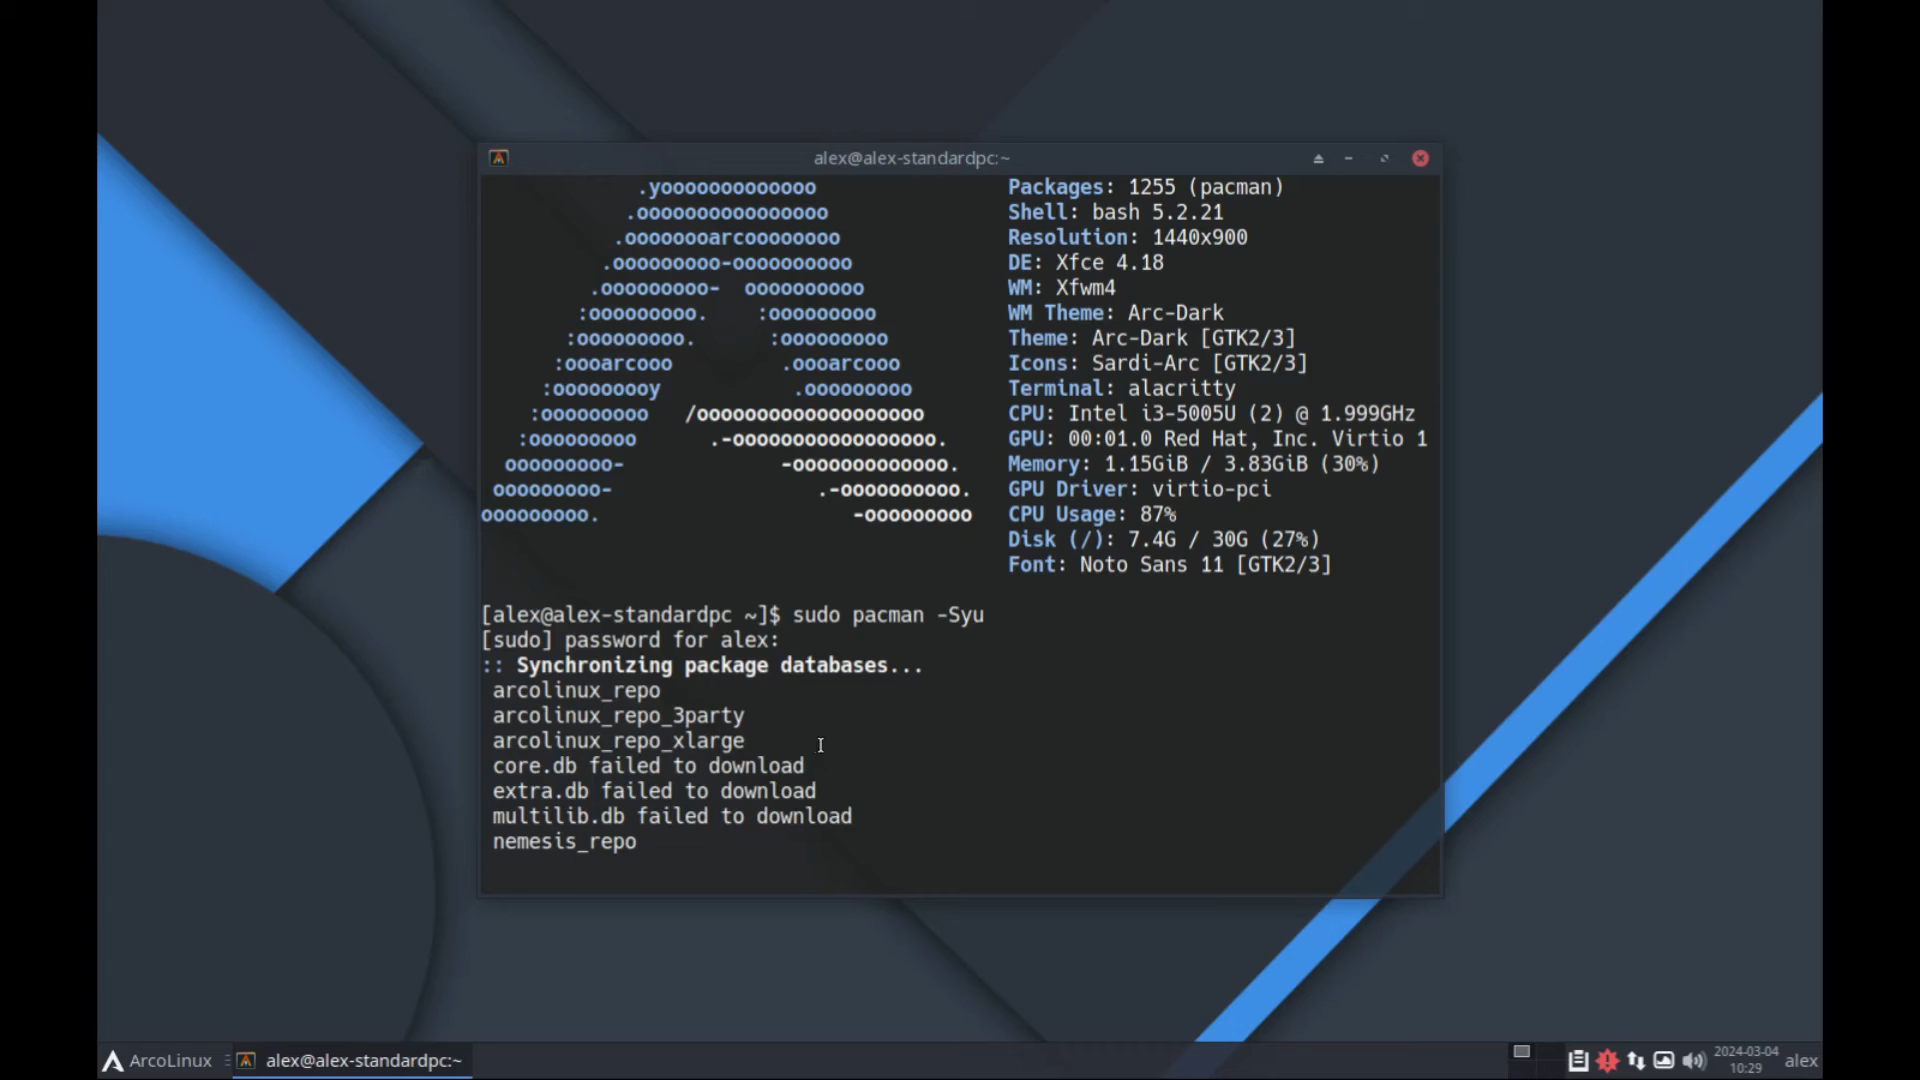 alex@alex-standardpc:~
.yooooooooooooo Packages: 1255 (pacman)
.oooooooooooooooo Shell: bash 5.2.21
.ooooooooarcoooooooo Resolution: 1440x900
.ooooooooo-oooooooooo DE: Xfce 4.18
.ooooooooo- oooooooooo WM: Xfwm4
:ooooooooo. :ooooooooo WM Theme: Arc-Dark
:ooooooooo. :ooooooooo Theme: Arc-Dark [GTK2/3]
:oooarcooo .oooarcooo Icons: Sardi-Arc [GTK2/3]
:ooooooooy .ooooooooo Terminal: alacritty
:ooooooooo /ooooooooooooooooooo CPU: Intel i3-5005U (2) @ 1.999GHz
:ooooooooo .-ooooooooooooooooo. GPU: 00:01.0 Red Hat, Inc. Virtio 1
ooooooooo- -ooooooooooooo. Memory: 1.15GiB / 3.83GiB (30%)
ooooooooo- .-oooooooooo. GPU Driver: virtio-pci
ooooooooo. -ooooooooo CPU Usage: 87%
Disk (/): 7.4G / 30G (27%)
Font: Noto Sans 11 [GTK2/3]
[alex@alex-standardpc ~]$ sudo pacman -Syu
[sudo] password for alex:
:: Synchronizing package databases...
arcolinux_repo
arcolinux_repo_3party
arcolinux_repo_xlarge
core.db failed to download
extra.db failed to download
multilib.db failed to download
nemesis_repo
ArcoLinux alex@alex-standardpc:~ 2024-03-04 alex
10:29